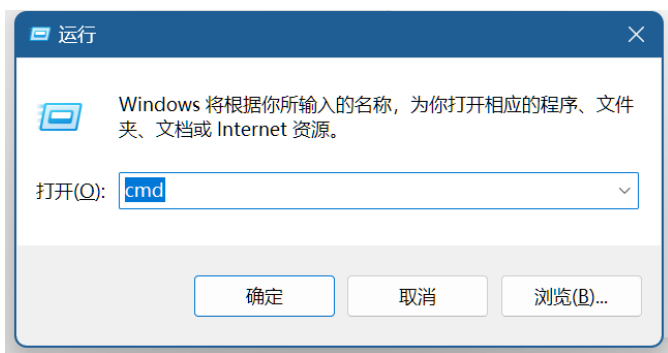 运行
Windows 将根据你所输入的名称，为你打开相应的程序、文件
夹、文档或 Internet 资源。
打开(O): cmd
确定 取消 浏览(B)...